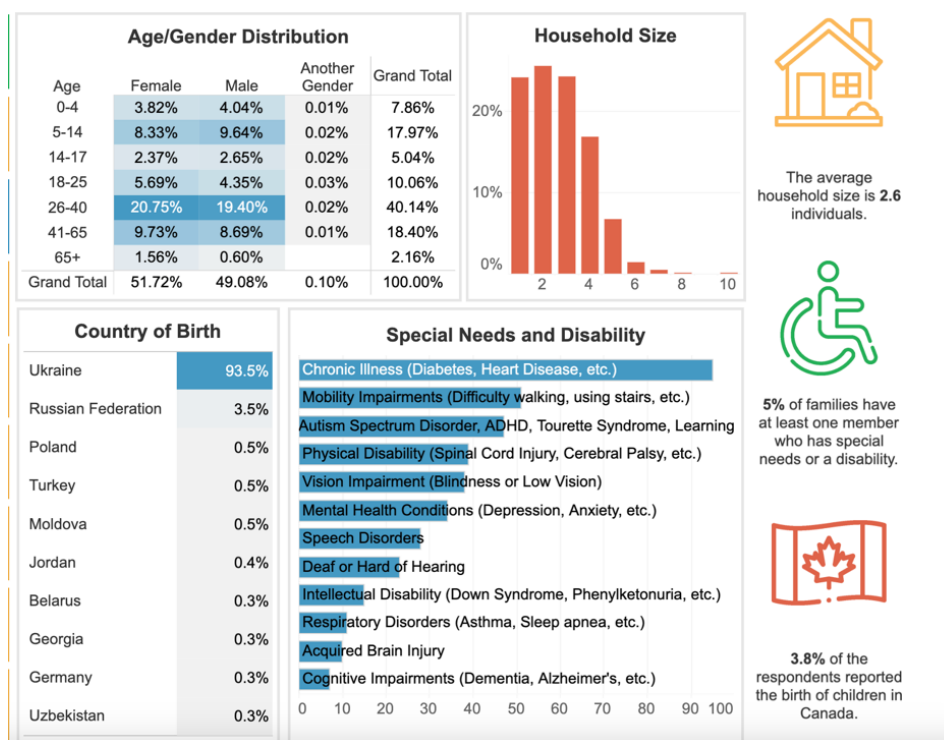 Age/Gender Distribution
Age Female Male Another Gender Grand Total
0-4 3.82% 4.04% 0.01% 7.86%
5-14 8.33% 9.64% 0.02% 17.97%
14-17 2.37% 2.65% 0.02% 5.04%
18-25 5.69% 4.35% 0.03% 10.06%
26-40 20.75% 19.40% 0.02% 40.14%
41-65 9.73% 8.69% 0.01% 18.40%
65+ 1.56% 0.60% 2.16%
Grand Total 51.72% 49.08% 0.10% 100.00%
Household Size
20%
10%
0%
2 4 6 8 10
The average
household size is 2.6
individuals.
Country of Birth
Ukraine 93.5%
Russian Federation 3.5%
Poland 0.5%
Turkey 0.5%
Moldova 0.5%
Jordan 0.4%
Belarus 0.3%
Georgia 0.3%
Germany 0.3%
Uzbekistan 0.3%
Special Needs and Disability
Chronic Illness (Diabetes, Heart Disease, etc.)
Mobility Impairments (Difficulty walking, using stairs, etc.)
Autism Spectrum Disorder, ADHD, Tourette Syndrome, Learning
Physical Disability (Spinal Cord Injury, Cerebral Palsy, etc.)
Vision Impairment (Blindness or Low Vision)
Mental Health Conditions (Depression, Anxiety, etc.)
Speech Disorders
Deaf or Hard of Hearing
Intellectual Disability (Down Syndrome, Phenylketonuria, etc.)
Respiratory Disorders (Asthma, Sleep apnea, etc.)
Acquired Brain Injury
Cognitive Impairments (Dementia, Alzheimer's, etc.)
0 10 20 30 40 50 60 70 80 90 100
5% of families have
at least one member
who has special
needs or a disability.
3.8% of the
respondents reported
the birth of children in
Canada.